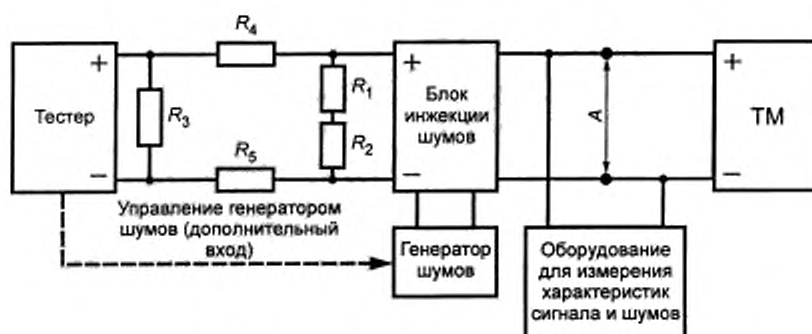 R4
+
+
+
+
Тестер
R3
R1
R2
Блок
инжекции
шумов
A
ТМ
R5
−
−
−
−
Управление генератором
шумов (дополнительный
вход)
Генератор
шумов
Оборудование
для измерения
характеристик
сигнала и шумов